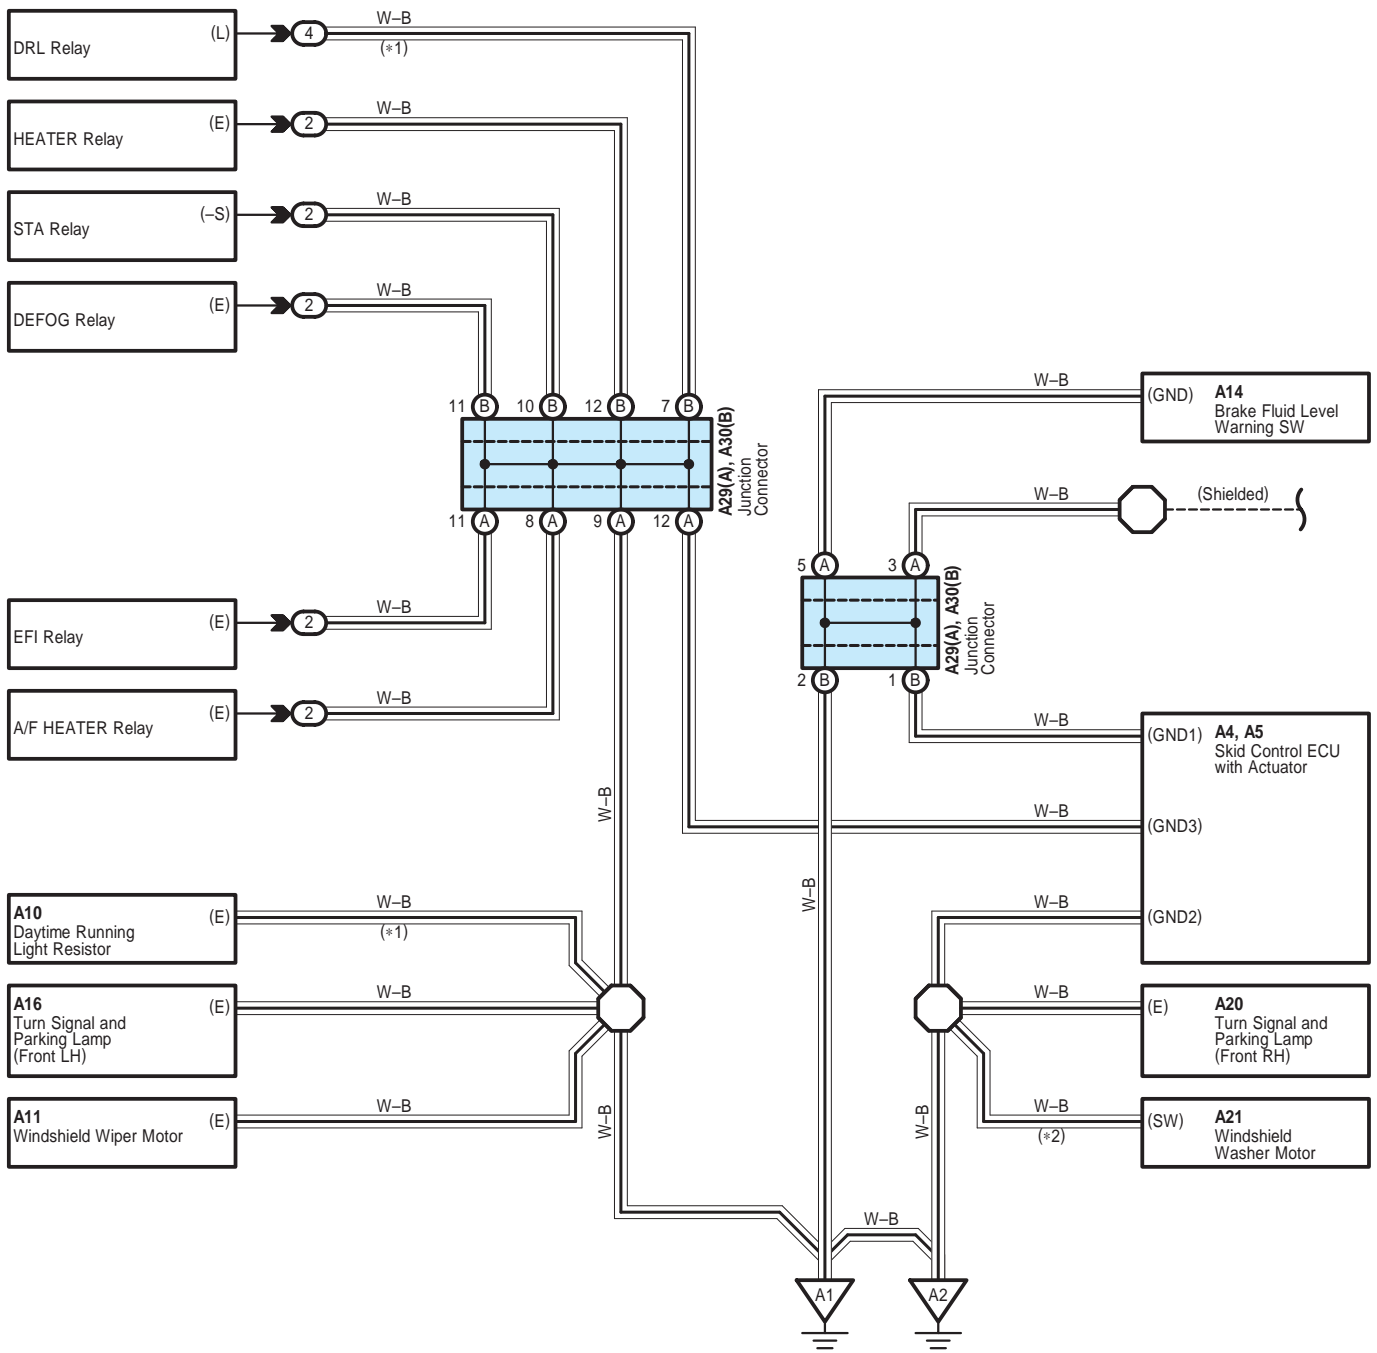 DRL Relay
(L)
4
W–B
(∗1)
HEATER Relay
(E)
2
W–B
STA Relay
(–S)
2
W–B
DEFOG Relay
(E)
2
W–B
11 B
10 B
12 B
7 B
A29(A), A30(B)
Junction
Connector
11 A
8 A
9 A
12 A
EFI Relay
(E)
2
W–B
A/F HEATER Relay
(E)
2
W–B
W–B
(GND)
A14
Brake Fluid Level
Warning SW
W–B
(Shielded)
5 A
3 A
A29(A), A30(B)
Junction
Connector
2 B
1 B
W–B
(GND1)
A4, A5
Skid Control ECU
with Actuator
W–B
W–B
(GND3)
W–B
W–B
(GND2)
A10
Daytime Running
Light Resistor
(E)
W–B
(∗1)
A16
Turn Signal and
Parking Lamp
(Front LH)
(E)
W–B
W–B
(E)
A20
Turn Signal and
Parking Lamp
(Front RH)
A11
Windshield Wiper Motor
(E)
W–B
W–B
W–B
W–B
(∗2)
(SW)
A21
Windshield
Washer Motor
W–B
A1
A2